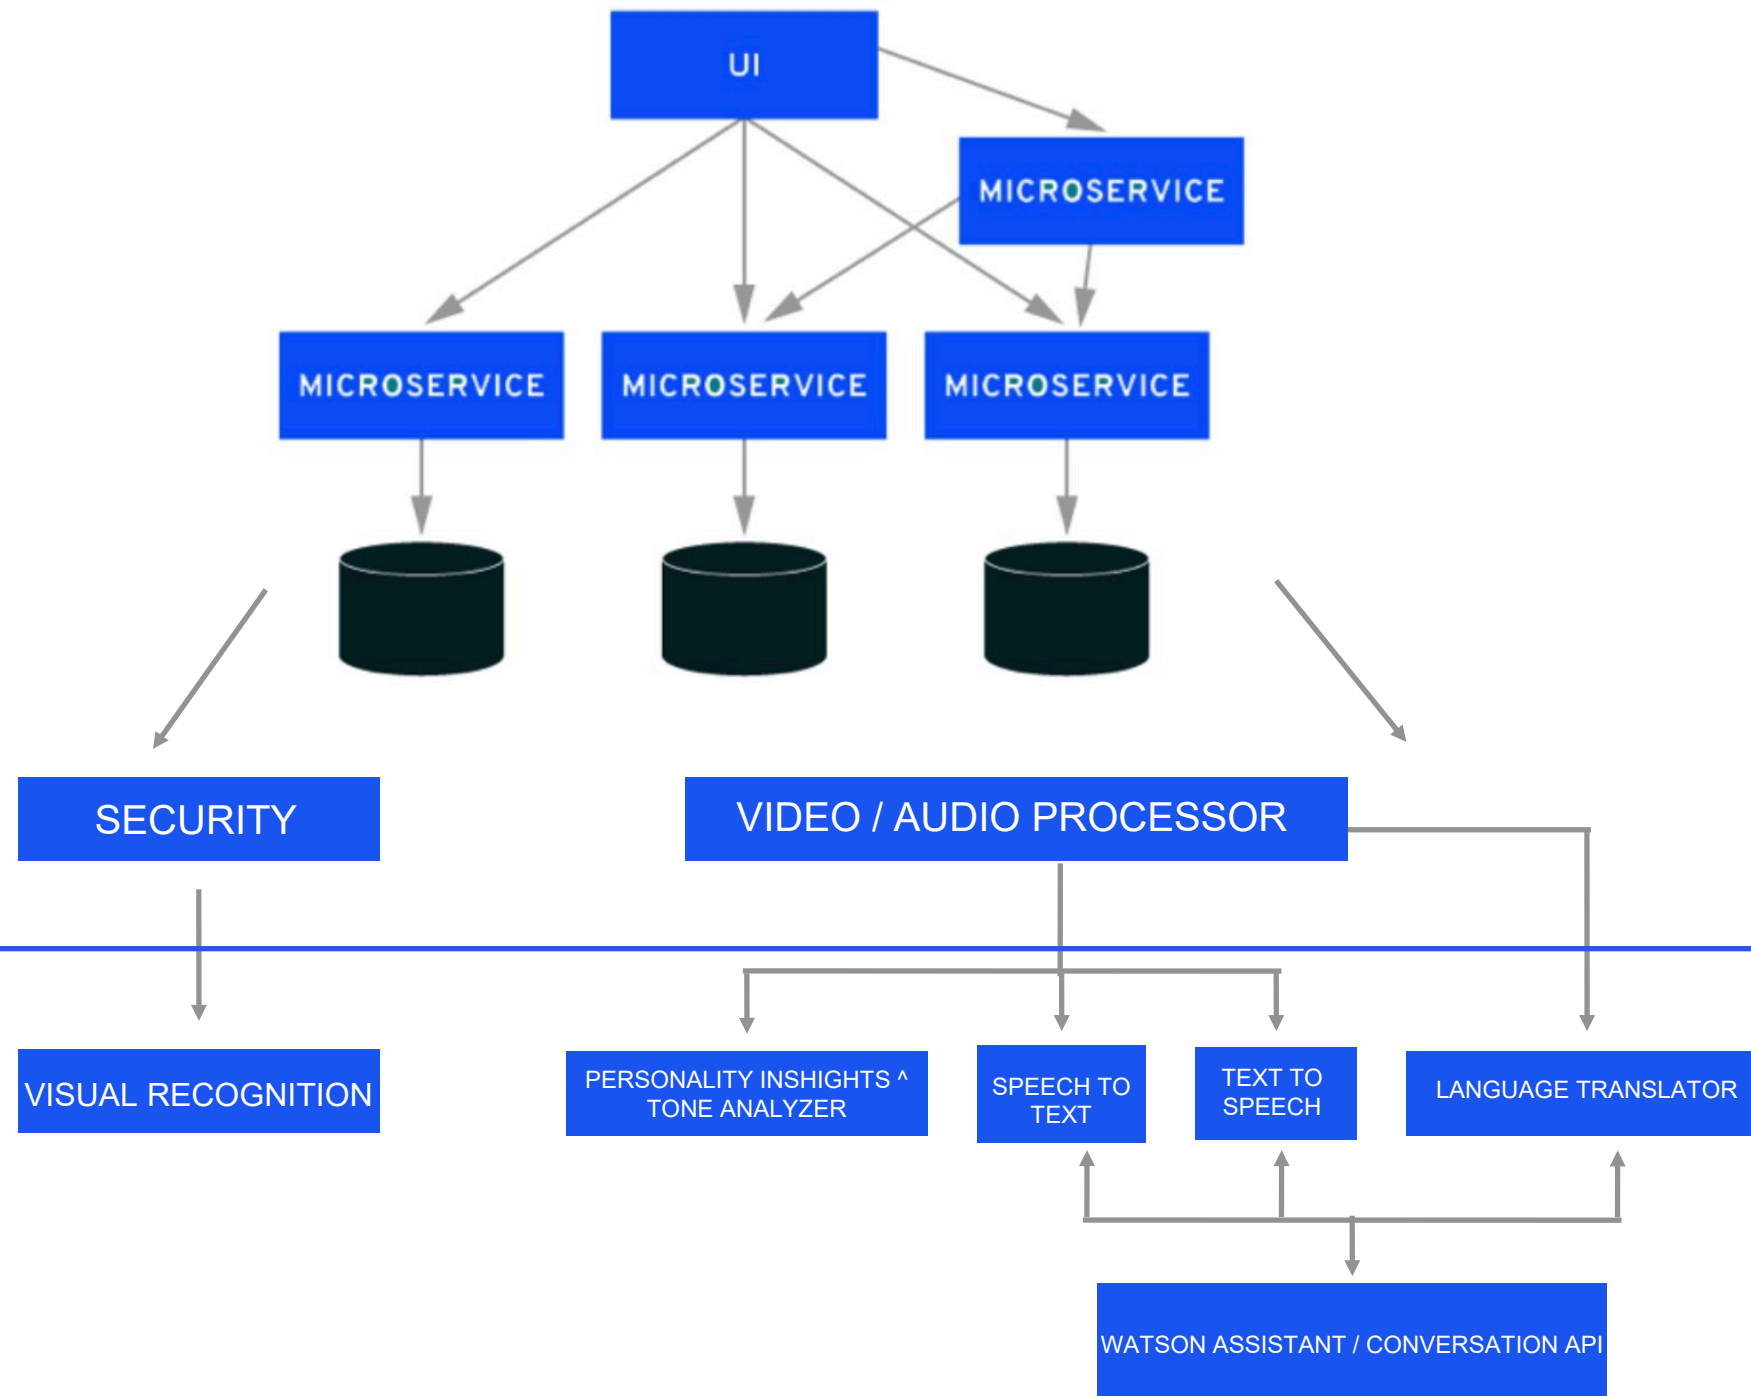 UI
MICROSERVICE
MICROSERVICE
MICROSERVICE
MICROSERVICE
SECURITY
VIDEO / AUDIO PROCESSOR
VISUAL RECOGNITION
PERSONALITY INSHIGHTS ^
TONE ANALYZER
SPEECH TO
TEXT
TEXT TO
SPEECH
LANGUAGE TRANSLATOR
WATSON ASSISTANT / CONVERSATION API